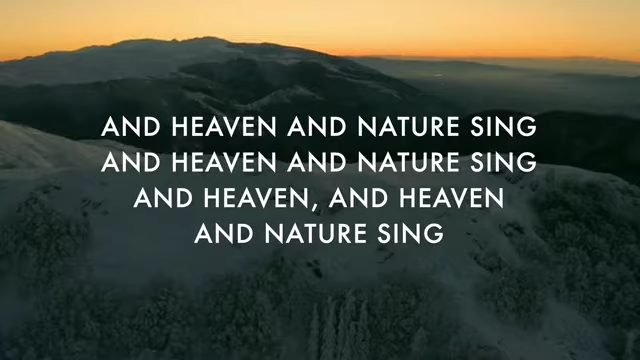 AND HEAVEN AND NATURE SING
AND HEAVEN AND NATURE SING
AND HEAVEN, AND HEAVEN
AND NATURE SING